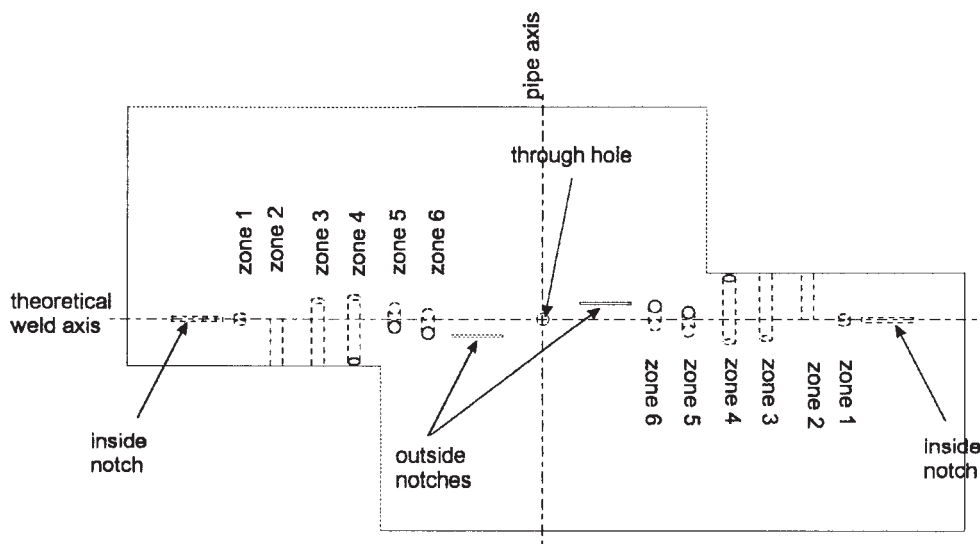 pipe axis
through hole
zone 1
zone 2
zone 3
zone 4
zone 5
zone 6
theoretical
weld axis
inside
notch
outside
notches
zone 6
zone 5
zone 4
zone 3
zone 2
zone 1
inside
notch